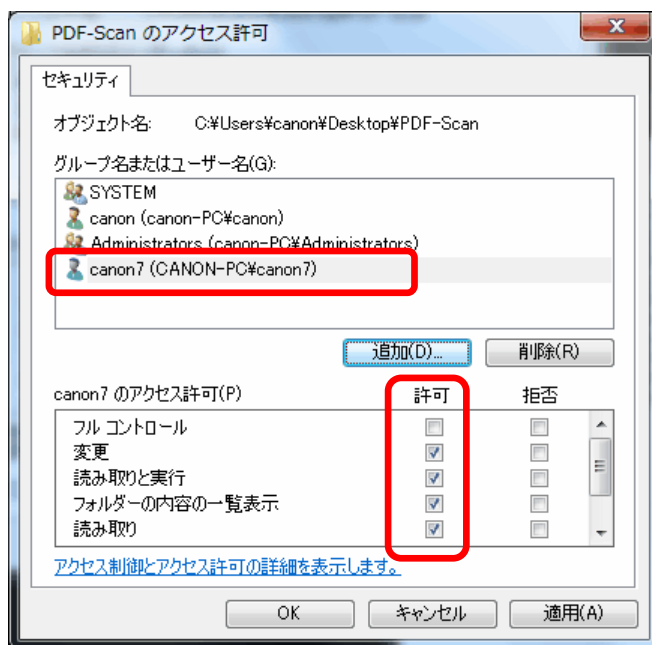 PDF-Scan のアクセス許可
セキュリティ
オブジェクト名: C:¥Users¥canon¥Desktop¥PDF-Scan
グループ名またはユーザー名(G):
SYSTEM
canon (canon-PC¥canon)
Administrators (canon-PC¥Administrators)
canon7 (CANON-PC¥canon7)
追加(D)... 削除(R)
canon7 のアクセス許可(P) 許可 拒否
フル コントロール
変更
読み取りと実行
フォルダーの内容の一覧表示
読み取り
アクセス制御とアクセス許可の詳細を表示します。
OK キャンセル 適用(A)